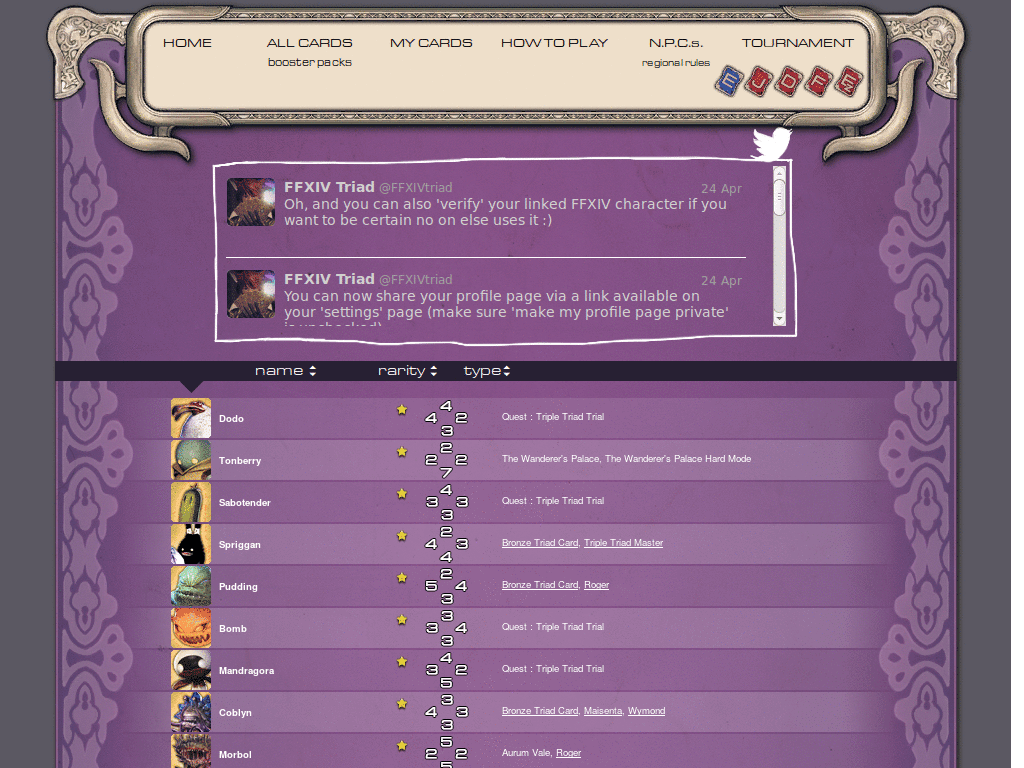 HOME ALL CARDS MY CARDS HOW TO PLAY N.P.C.s. TOURNAMENT
booster packs regional rules
E J D F
FFXIV Triad @FFXIVtriad 24 Apr
Oh, and you can also 'verify' your linked FFXIV character if you
want to be certain no on else uses it :)
FFXIV Triad @FFXIVtriad 24 Apr
You can now share your profile page via a link available on
your 'settings' page (make sure 'make my profile page private'
is unchecked)
name rarity type
4
Dodo 4 2 Quest : Triple Triad Trial
3
2
Tonberry 2 2 The Wanderer's Palace, The Wanderer's Palace Hard Mode
7
4
Sabotender 3 3 Quest : Triple Triad Trial
3
2
Spriggan 4 3 Bronze Triad Card, Triple Triad Master
4
2
Pudding 5 4 Bronze Triad Card, Roger
3
3
Bomb 3 4 Quest : Triple Triad Trial
3
4
Mandragora 3 2 Quest : Triple Triad Trial
5
3
Coblyn 4 3 Bronze Triad Card, Maisenta, Wymond
3
5
Morbol 2 2 Aurum Vale, Roger
5